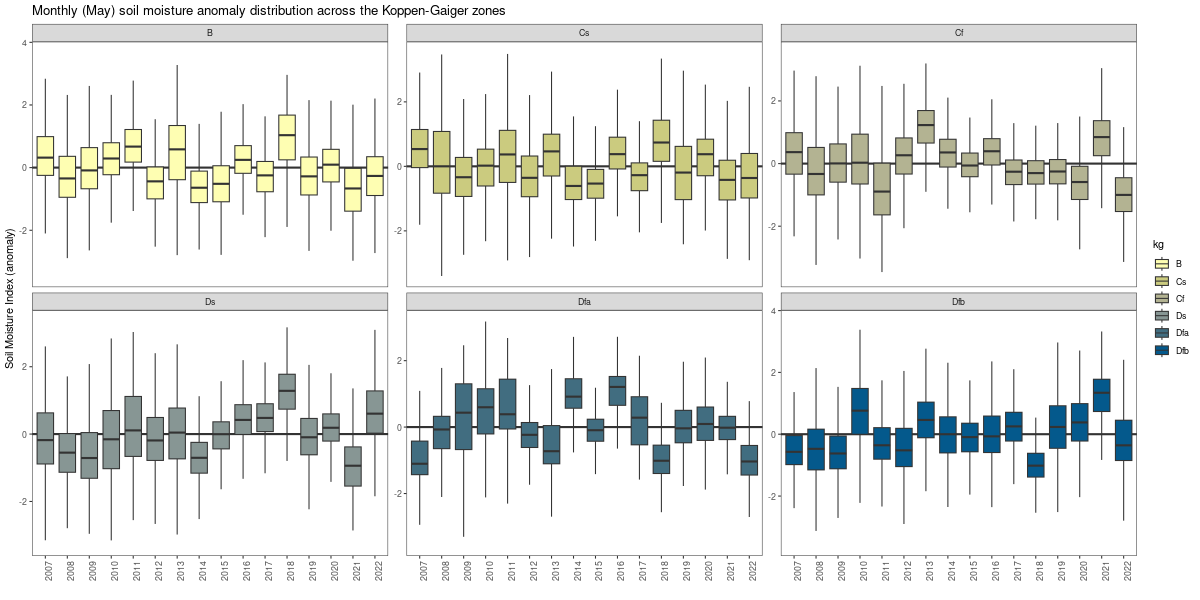 Monthly (May) soil moisture anomaly distribution across the Koppen-Gaiger zones
B
Cs
Cf
4
2
0
-2
2
0
-2
2
0
-2
Ds
Dfa
Dfb
2
0
-2
2
0
-2
4
2
0
-2
Soil Moisture Index (anomaly)
2007 2008 2009 2010 2011 2012 2013 2014 2015 2016 2017 2018 2019 2020 2021 2022
2007 2008 2009 2010 2011 2012 2013 2014 2015 2016 2017 2018 2019 2020 2021 2022
2007 2008 2009 2010 2011 2012 2013 2014 2015 2016 2017 2018 2019 2020 2021 2022
kg
B
Cs
Cf
Ds
Dfa
Dfb